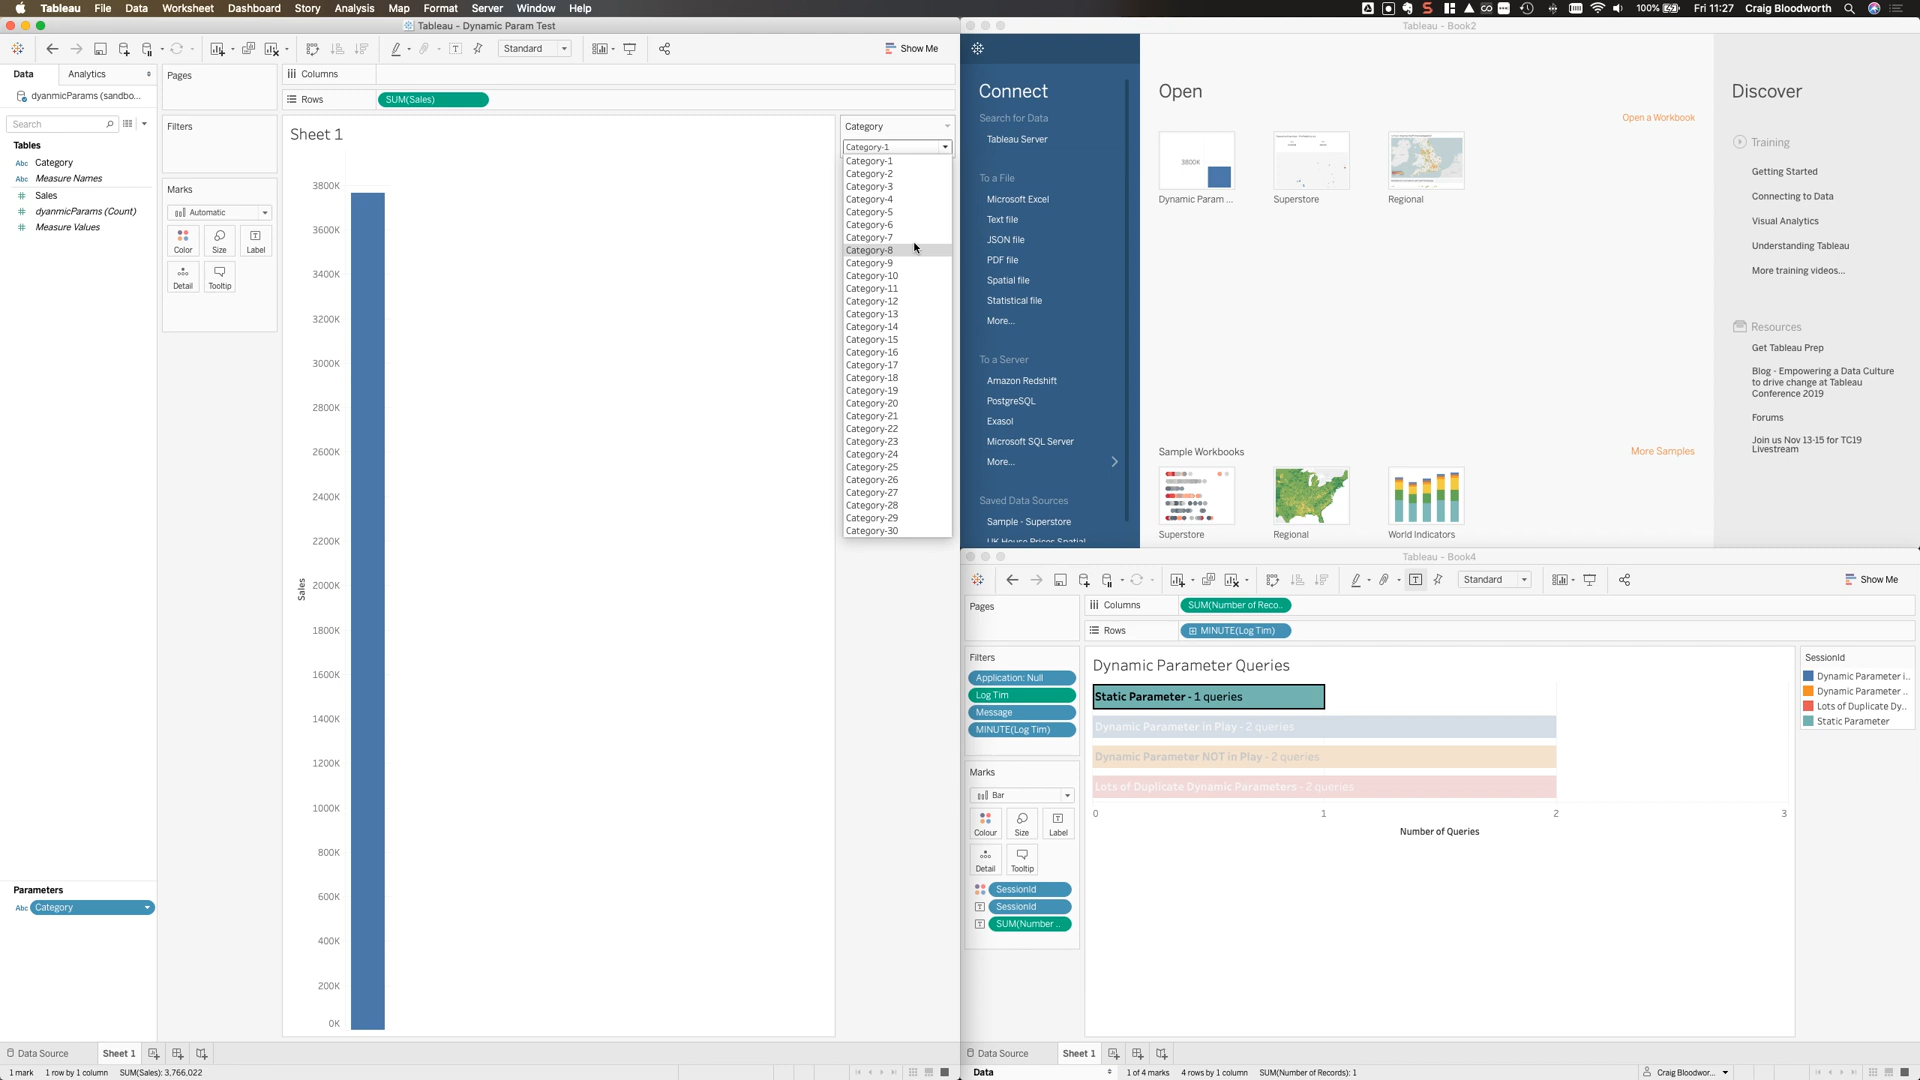 Tableau File Data Worksheet Dashboard Story Analysis Map Format Server Window Help
100% Fri 11:27 Craig Bloodworth
Tableau - Dynamic Param Test
Standard
Show Me
Data Analytics
dyanmicParams (sandbo...
Search
Tables
Abc Category
Abc Measure Names
# Sales
# dyanmicParams (Count)
# Measure Values
Parameters
Abc Category
Pages
Filters
Marks
Automatic
Color Size Label
Detail Tooltip
Columns
Rows SUM(Sales)
Sheet 1
3800K
3600K
3400K
3200K
3000K
2800K
2600K
2400K
2200K
2000K
1800K
1600K
1400K
1200K
1000K
800K
600K
400K
200K
0K
Sales
Category
Category-1
Category-1
Category-2
Category-3
Category-4
Category-5
Category-6
Category-7
Category-8
Category-9
Category-10
Category-11
Category-12
Category-13
Category-14
Category-15
Category-16
Category-17
Category-18
Category-19
Category-20
Category-21
Category-22
Category-23
Category-24
Category-25
Category-26
Category-27
Category-28
Category-29
Category-30
Data Source Sheet 1
1 mark 1 row by 1 column SUM(Sales): 3,766,022
Tableau - Book2
Connect
Search for Data
Tableau Server
To a File
Microsoft Excel
Text file
JSON file
PDF file
Spatial file
Statistical file
More...
To a Server
Amazon Redshift
PostgreSQL
Exasol
Microsoft SQL Server
More...
Saved Data Sources
Sample - Superstore
UK House Prices Spatial
Open
Open a Workbook
3800K
Dynamic Param ... Superstore Regional
Sample Workbooks More Samples
Superstore Regional World Indicators
Discover
Training
Getting Started
Connecting to Data
Visual Analytics
Understanding Tableau
More training videos...
Resources
Get Tableau Prep
Blog - Empowering a Data Culture
to drive change at Tableau
Conference 2019
Forums
Join us Nov 13-15 for TC19
Livestream
Tableau - Book4
Standard
Show Me
Pages
Columns SUM(Number of Reco..
Rows MINUTE(Log Tim)
Filters
Application: Null
Log Tim
Message
MINUTE(Log Tim)
Marks
Bar
Colour Size Label
Detail Tooltip
SessionId
SessionId
SUM(Number ..
Dynamic Parameter Queries
Static Parameter - 1 queries
Dynamic Parameter in Play - 2 queries
Dynamic Parameter NOT in Play - 2 queries
Lots of Duplicate Dynamic Parameters - 2 queries
0 1 2 3
Number of Queries
SessionId
Dynamic Parameter i..
Dynamic Parameter ..
Lots of Duplicate Dy..
Static Parameter
Data Source Sheet 1
Data 1 of 4 marks 4 rows by 1 column SUM(Number of Records): 1 Craig Bloodwor...